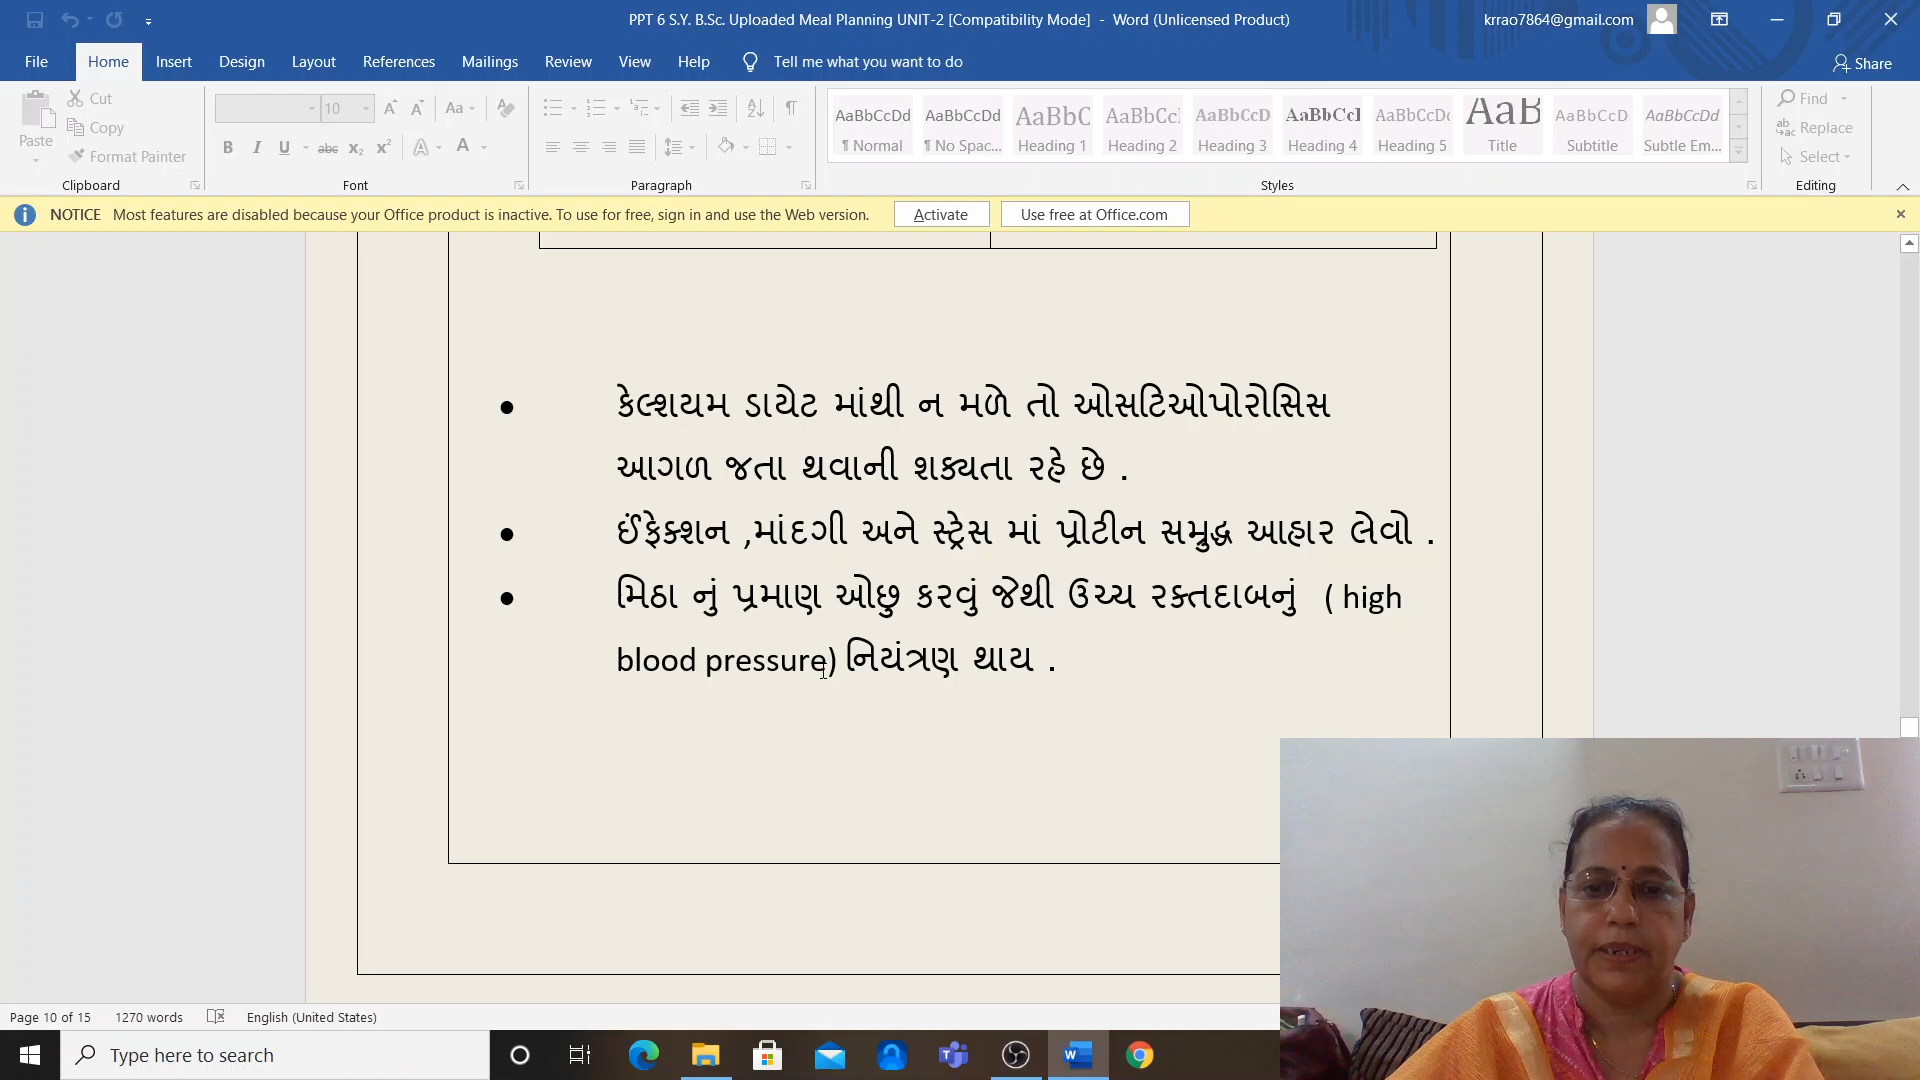 PPT 6 S.Y. B.Sc. Uploaded Meal Planning UNIT-2 [Compatibility Mode] - Word (Unlicensed Product)
krrao7864@gmail.com
File Home Insert Design Layout References Mailings Review View Help Tell me what you want to do
Share
Paste
Cut
Copy
Format Painter
Clipboard
10
Font
Paragraph
AaBbCcDd AaBbCcDd AaBbC AaBbCc AaBbCcD AaBbCcI AaBbCcDc AaB AaBbCcD AaBbCcDd
¶ Normal ¶ No Spac... Heading 1 Heading 2 Heading 3 Heading 4 Heading 5 Title Subtitle Subtle Em...
Styles
Find
Replace
Select
Editing
NOTICE Most features are disabled because your Office product is inactive. To use for free, sign in and use the Web version. Activate Use free at Office.com
• કેલ્શયમ ડાયેટ માંથી ન મળે તો ઓસટિઓપોરોસિસ
આગળ જતા થવાની શક્યતા રહે છે .
• ઈંફેક્શન ,માંદગી અને સ્ટ્રેસ માં પ્રોટીન સમ્રુદ્ધ આહાર લેવો .
• મિઠા નું પ્રમાણ ઓછુ કરવું જેથી ઉચ્ચ રક્તદાબનું ( high
blood pressure) નિયંત્રણ થાય .
Page 10 of 15 1270 words English (United States)
Type here to search